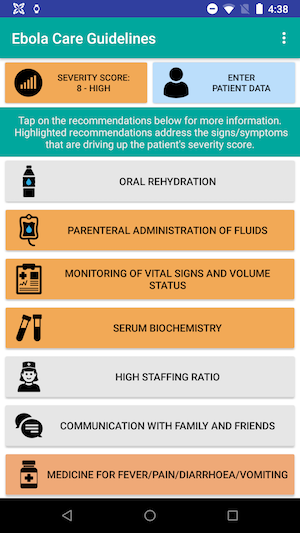 4:38
Ebola Care Guidelines
SEVERITY SCORE:
8 - HIGH
ENTER
PATIENT DATA
Tap on the recommendations below for more information.
Highlighted recommendations address the signs/symptoms
that are driving up the patient's severity score.
ORAL REHYDRATION
PARENTERAL ADMINISTRATION OF FLUIDS
MONITORING OF VITAL SIGNS AND VOLUME
STATUS
SERUM BIOCHEMISTRY
HIGH STAFFING RATIO
COMMUNICATION WITH FAMILY AND FRIENDS
MEDICINE FOR FEVER/PAIN/DIARRHOEA/VOMITING